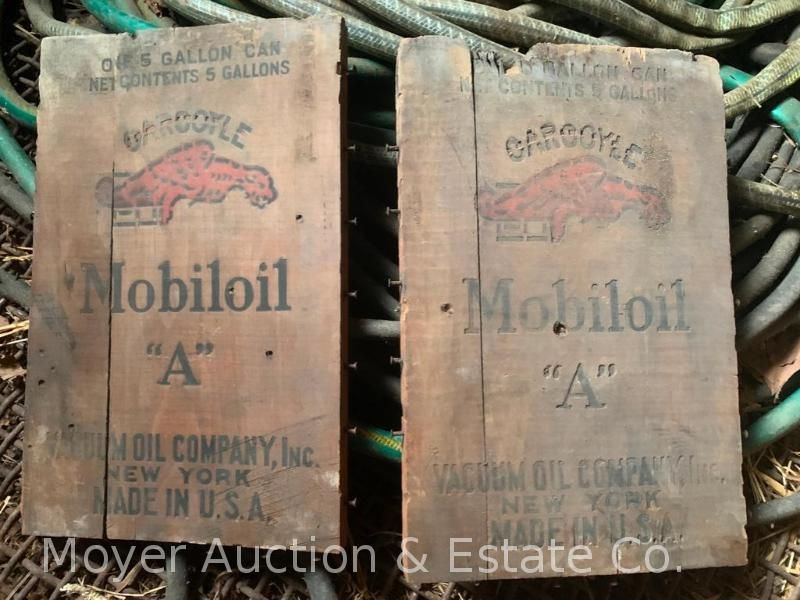 ONE 5 GALLON CAN
NET CONTENTS 5 GALLONS
GARGOYLE
Mobiloil
"A"
VACUUM OIL COMPANY, INC.
NEW YORK
MADE IN U.S.A.
GALLON CAN
NET CONTENTS 5 GALLONS
GARGOYLE
Mobiloil
"A"
VACUUM OIL COMPANY, INC.
NEW YORK
MADE IN U.S.A.
Moyer Auction & Estate Co.